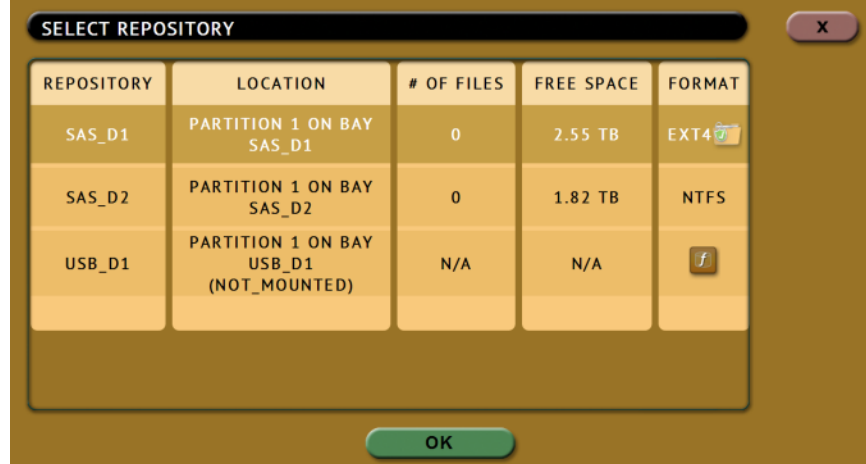 SELECT REPOSITORY
X
REPOSITORY LOCATION # OF FILES FREE SPACE FORMAT
SAS_D1 PARTITION 1 ON BAY SAS_D1 0 2.55 TB EXT4
SAS_D2 PARTITION 1 ON BAY SAS_D2 0 1.82 TB NTFS
USB_D1 PARTITION 1 ON BAY USB_D1 (NOT_MOUNTED) N/A N/A f
OK